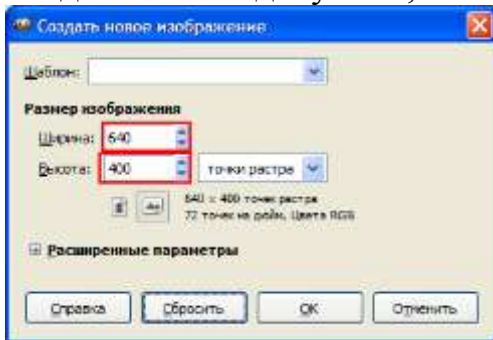 Создать новое изображение
Шаблон:
Размер изображения
Ширина: 640
Высота: 400 точки растра
640 × 400 точек растра
72 точек на дюйм, Цвета RGB
Расширенные параметры
Справка Сбросить OK Отменить